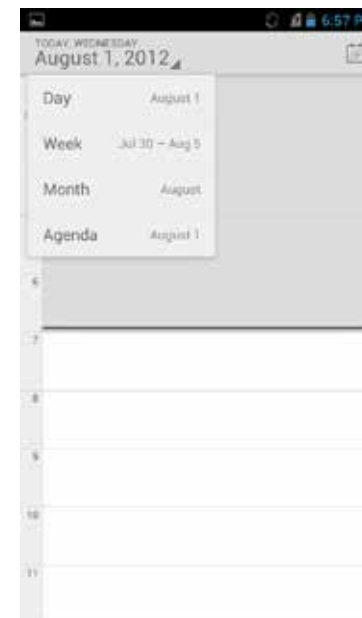 6:57 P
TODAY, WEDNESDAY
August 1, 2012
Day August 1
Week Jul 30 – Aug 5
Month August
Agenda August 1
6
7
8
9
10
11